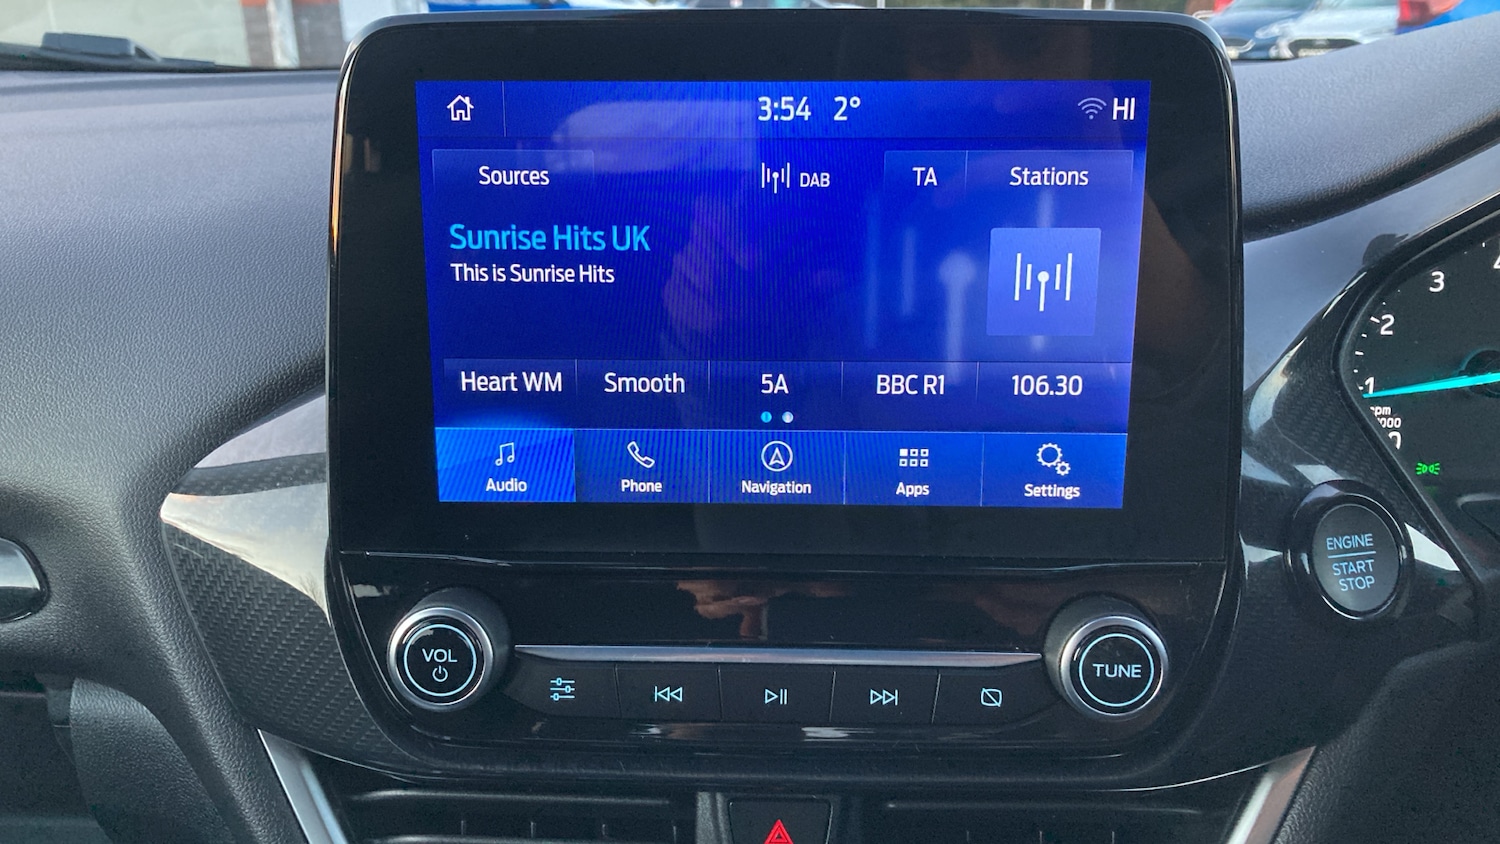 3:54 2° HI
Sources DAB TA Stations
Sunrise Hits UK
This is Sunrise Hits
Heart WM Smooth 5A BBC R1 106.30
Audio Phone Navigation Apps Settings
VOL
TUNE
ENGINE
START
STOP
3
2
1
0